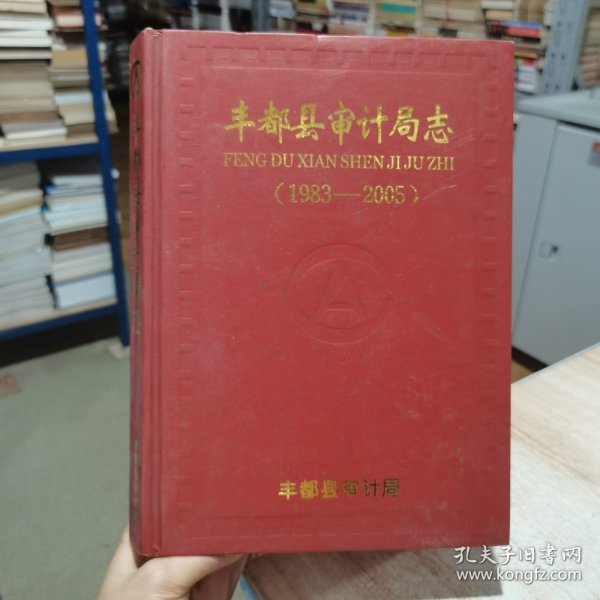 丰都县审计局志
FENG DU XIAN SHEN JI JU ZHI
(1983—2005)
丰都县审计局
孔夫子旧书网
www.kongfz.com